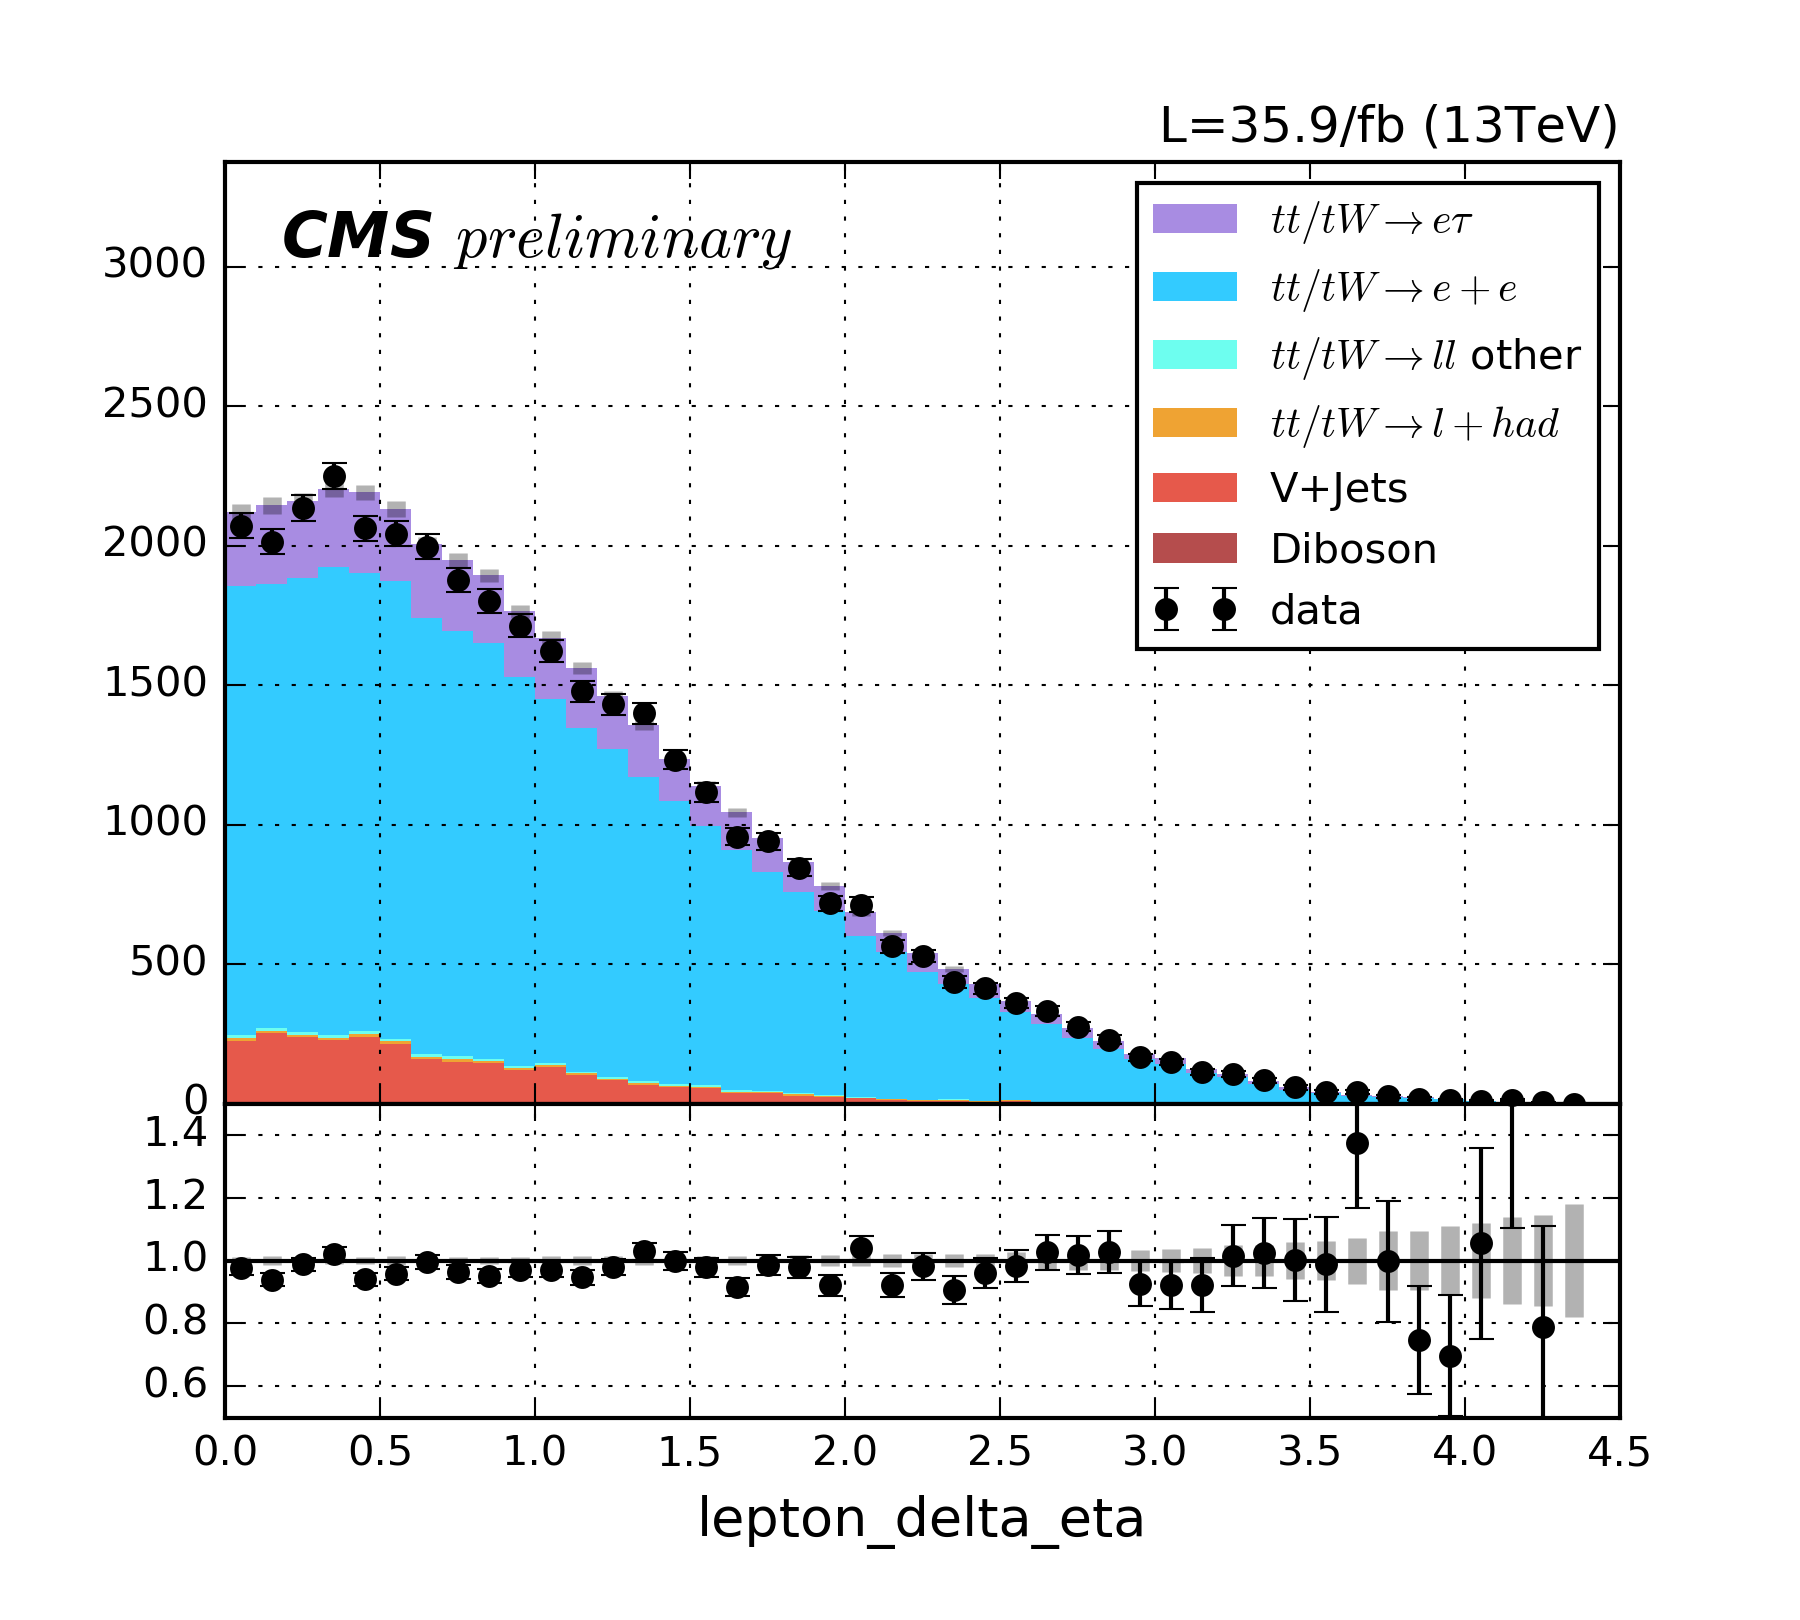 L=35.9/fb (13TeV)
CMS preliminary
tt/tW→eτ
tt/tW→e+e
tt/tW→ll other
tt/tW→l+had
V+Jets
Diboson
data
3000
2500
2000
1500
1000
500
0
1.4
1.2
1.0
0.8
0.6
0.0 0.5 1.0 1.5 2.0 2.5 3.0 3.5 4.0 4.5
lepton_delta_eta